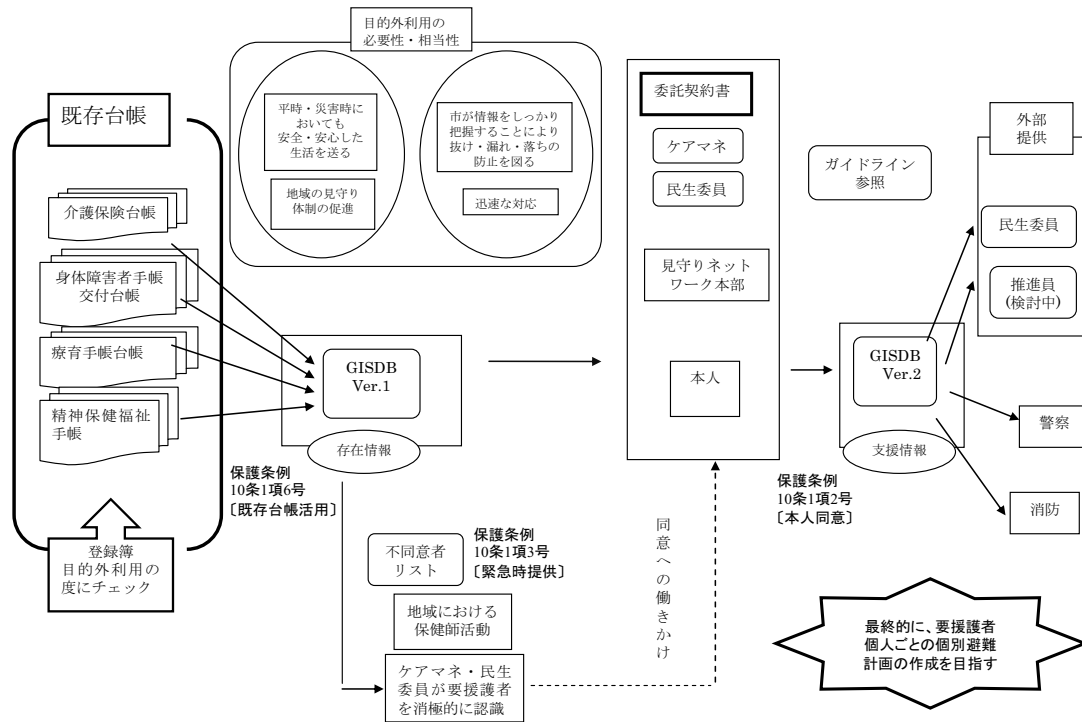 目的外利用の
必要性・相当性
平時・災害時に
おいても
安全・安心した
生活を送る
地域の見守り
体制の促進
市が情報をしっかり
把握することにより
抜け・漏れ・落ちの
防止を図る
迅速な対応
既存台帳
介護保険台帳
身体障害者手帳
交付台帳
療育手帳台帳
精神保健福祉
手帳
登録簿
目的外利用の
度にチェック
GISDB
Ver.1
存在情報
保護条例
10条1項6号
〔既存台帳活用〕
不同意者
リスト
保護条例
10条1項3号
〔緊急時提供〕
地域における
保健師活動
ケアマネ・民生
委員が要援護者
を消極的に認識
委託契約書
ケアマネ
民生委員
見守りネット
ワーク本部
本人
同意への働きかけ
ガイドライン
参照
GISDB
Ver.2
支援情報
保護条例
10条1項2号
〔本人同意〕
外部
提供
民生委員
推進員
(検討中)
警察
消防
最終的に、要援護者
個人ごとの個別避難
計画の作成を目指す